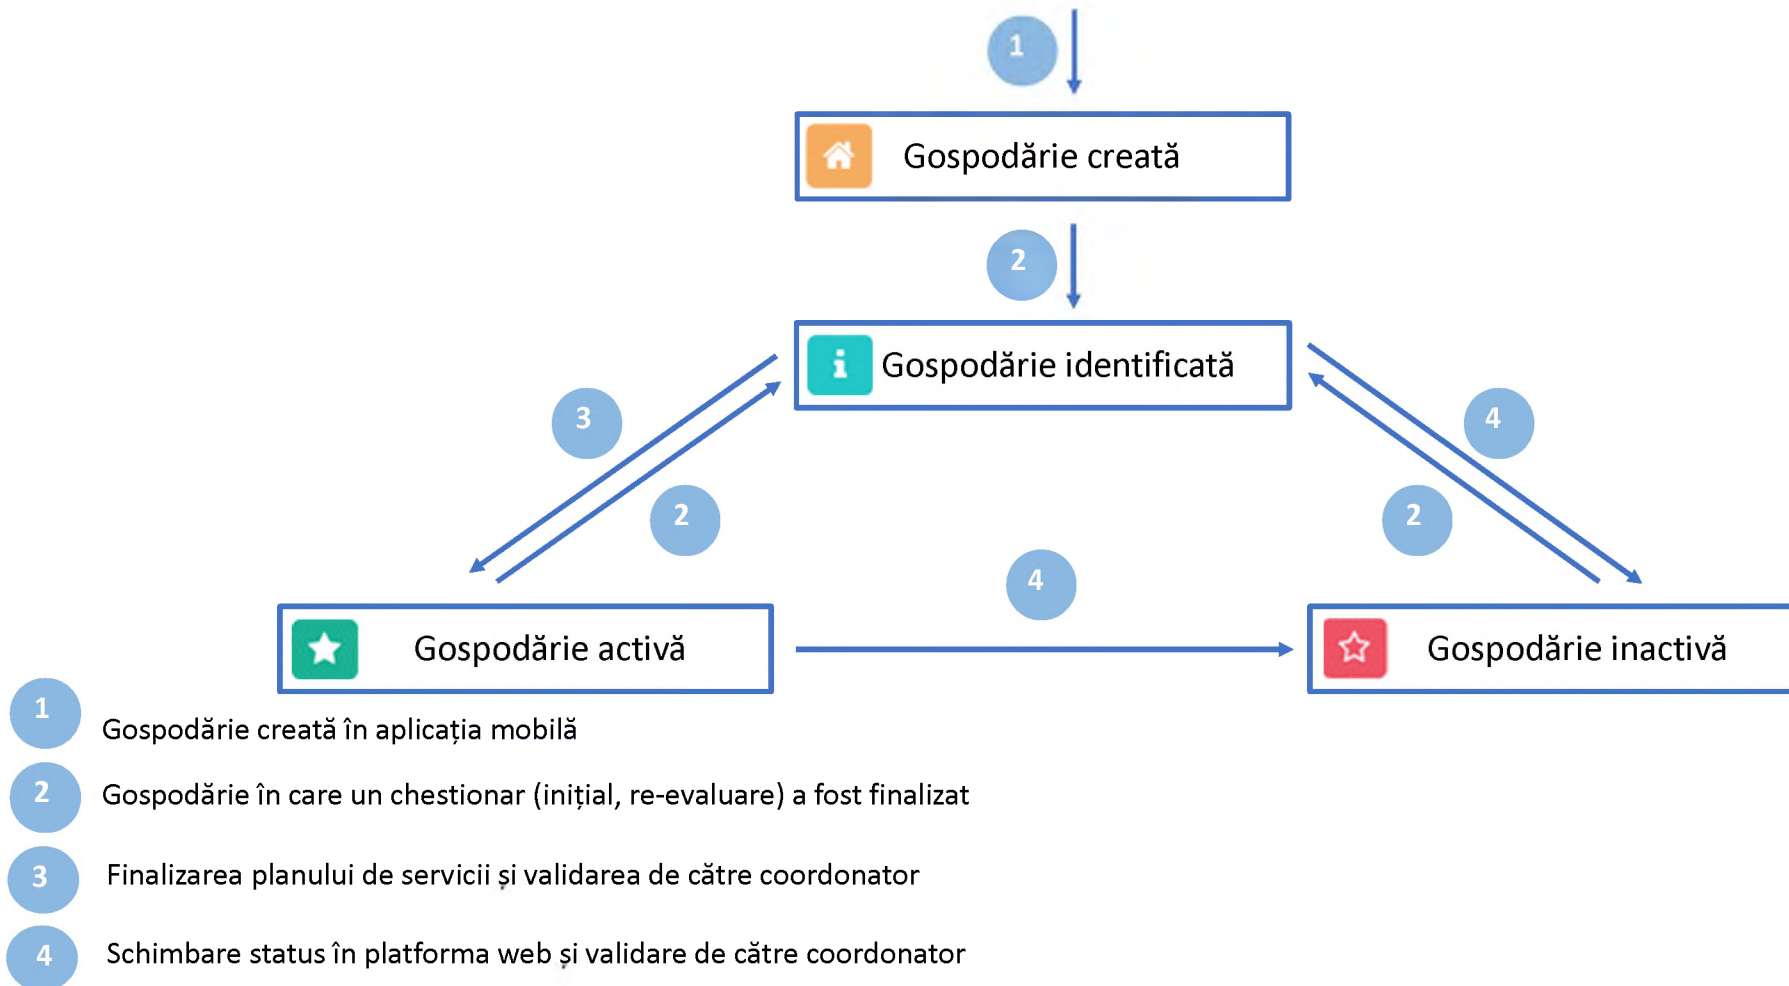 1
Gospodărie creată
2
Gospodărie identificată
3
4
2
2
4
Gospodărie activă
Gospodărie inactivă
1
Gospodărie creată în aplicația mobilă
2
Gospodărie în care un chestionar (inițial, re-evaluare) a fost finalizat
3
Finalizarea planului de servicii și validarea de către coordonator
4
Schimbare status în platforma web și validare de către coordonator